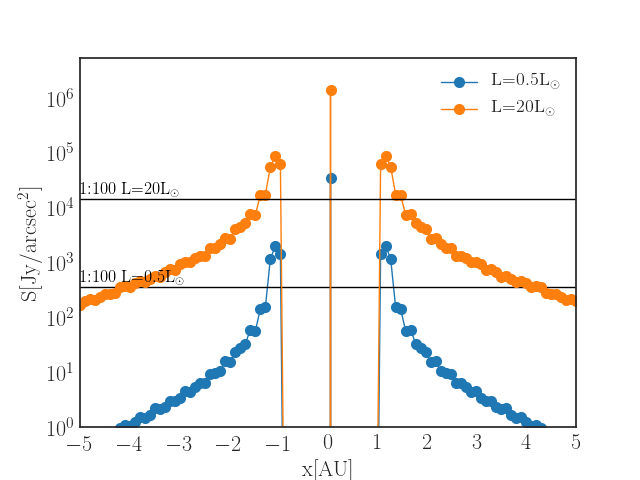 L=0.5L☉
L=20L☉
10⁶
10⁵
1:100 L=20L☉
10⁴
S[Jy/arcsec²]
10³
1:100 L=0.5L☉
10²
10¹
10⁰
−5 −4 −3 −2 −1 0 1 2 3 4 5
x[AU]